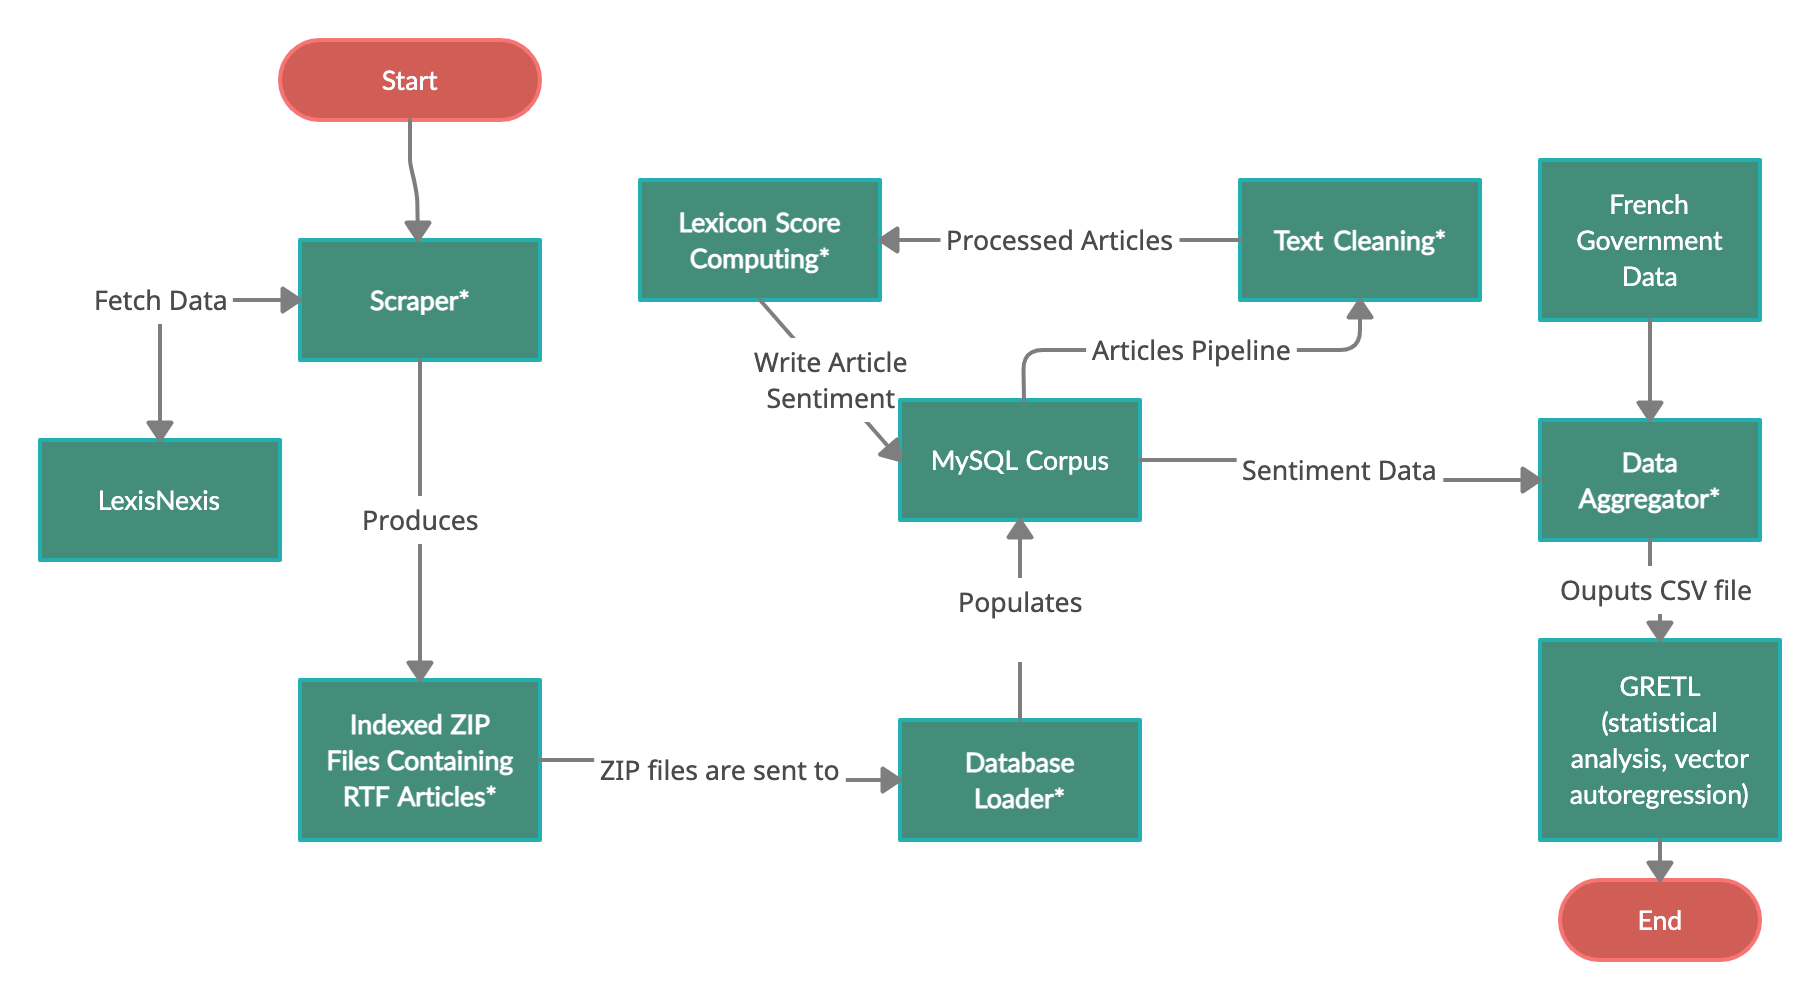 Start
Fetch Data
Scraper*
LexisNexis
Produces
Indexed ZIP
Files Containing
RTF Articles*
ZIP files are sent to
Database
Loader*
Populates
MySQL Corpus
Articles Pipeline
Text Cleaning*
Processed Articles
Lexicon Score
Computing*
Write Article
Sentiment
Sentiment Data
French
Government
Data
Data
Aggregator*
Ouputs CSV file
GRETL
(statistical
analysis, vector
autoregression)
End